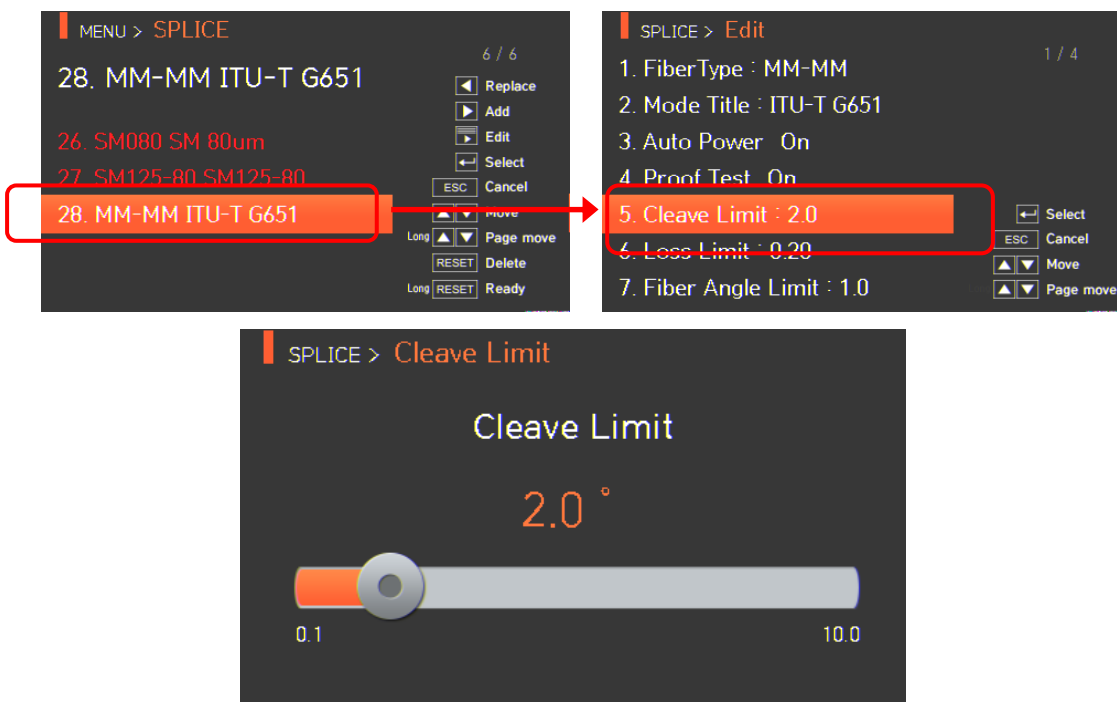 MENU > SPLICE
6 / 6
28. MM-MM ITU-T G651
Replace
Add
26. SM080 SM 80um
Edit
Select
27. SM125-80 SM125-80
ESC Cancel
28. MM-MM ITU-T G651
Move
Long Page move
RESET Delete
Long RESET Ready
SPLICE > Edit
1 / 4
1. FiberType : MM-MM
2. Mode Title : ITU-T G651
3. Auto Power On
4. Proof Test On
5. Cleave Limit : 2.0
6. Loss Limit : 0.20
7. Fiber Angle Limit : 1.0
Select
ESC Cancel
Move
Page move
SPLICE > Cleave Limit
Cleave Limit
2.0 °
0.1 10.0